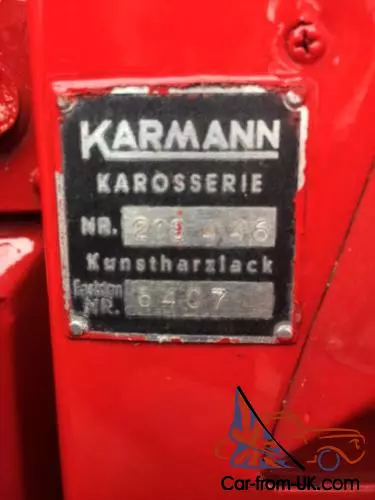 KARMANN
KAROSSERIE
NR.
Kunstharzlack
NR. 6407
Car-from-UK.com